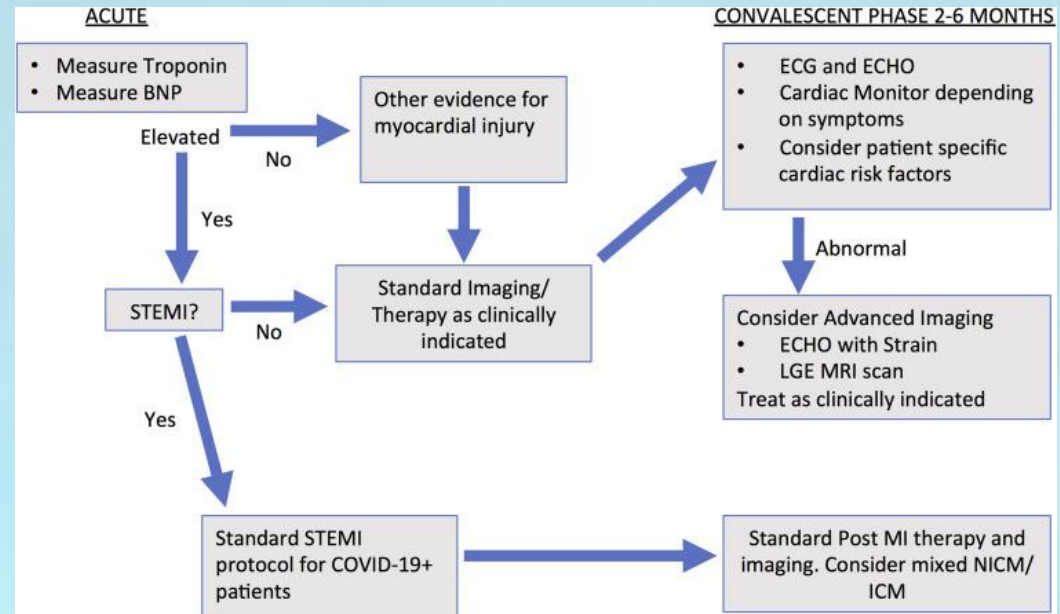 ACUTE
• Measure Troponin
• Measure BNP
Elevated
No
Other evidence for
myocardial injury
Yes
STEMI?
No
Standard Imaging/
Therapy as clinically
indicated
Yes
Standard STEMI
protocol for COVID-19+
patients
CONVALESCENT PHASE 2-6 MONTHS
• ECG and ECHO
• Cardiac Monitor depending
on symptoms
• Consider patient specific
cardiac risk factors
Abnormal
Consider Advanced Imaging
• ECHO with Strain
• LGE MRI scan
Treat as clinically indicated
Standard Post MI therapy and
imaging. Consider mixed NICM/
ICM